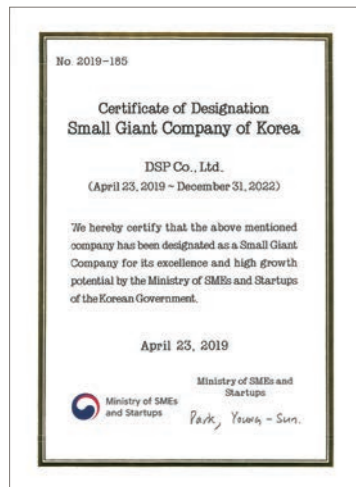 No. 2019-185
Certificate of Designation
Small Giant Company of Korea
DSP Co., Ltd.
(April 23, 2019 ~ December 31, 2022)
We hereby certify that the above mentioned
company has been designated as a Small Giant
Company for its excellence and high growth
potential by the Ministry of SMEs and Startups
of the Korean Government.
April 23, 2019
Ministry of SMEs
and Startups
Ministry of SMEs and
Startups
Park, Young-Sun.